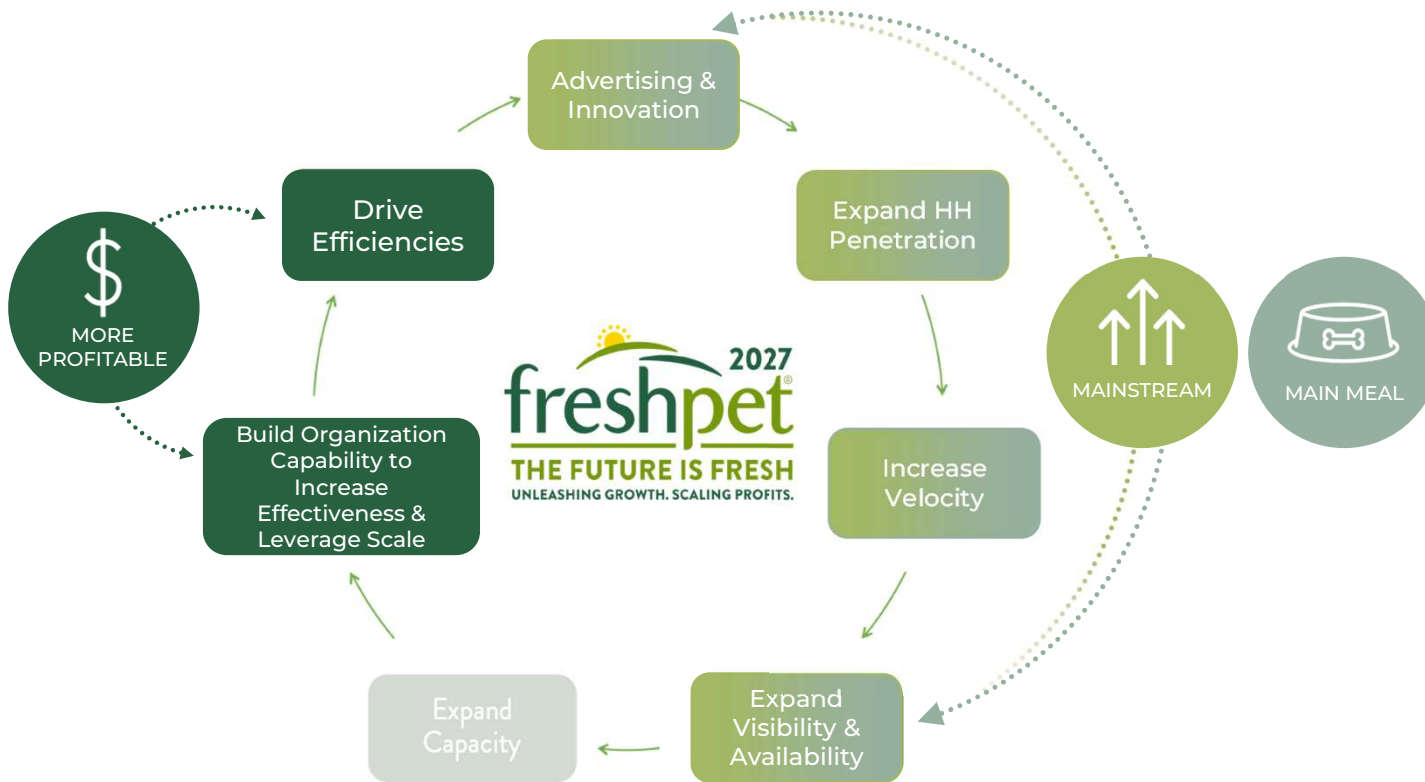 Advertising &
Innovation
Drive
Efficiencies
Expand HH
Penetration
$
MORE
PROFITABLE
MAINSTREAM
MAIN MEAL
2027
freshpet®
THE FUTURE IS FRESH
UNLEASHING GROWTH. SCALING PROFITS.
Build Organization
Capability to
Increase
Effectiveness &
Leverage Scale
Increase
Velocity
Expand
Capacity
Expand
Visibility &
Availability